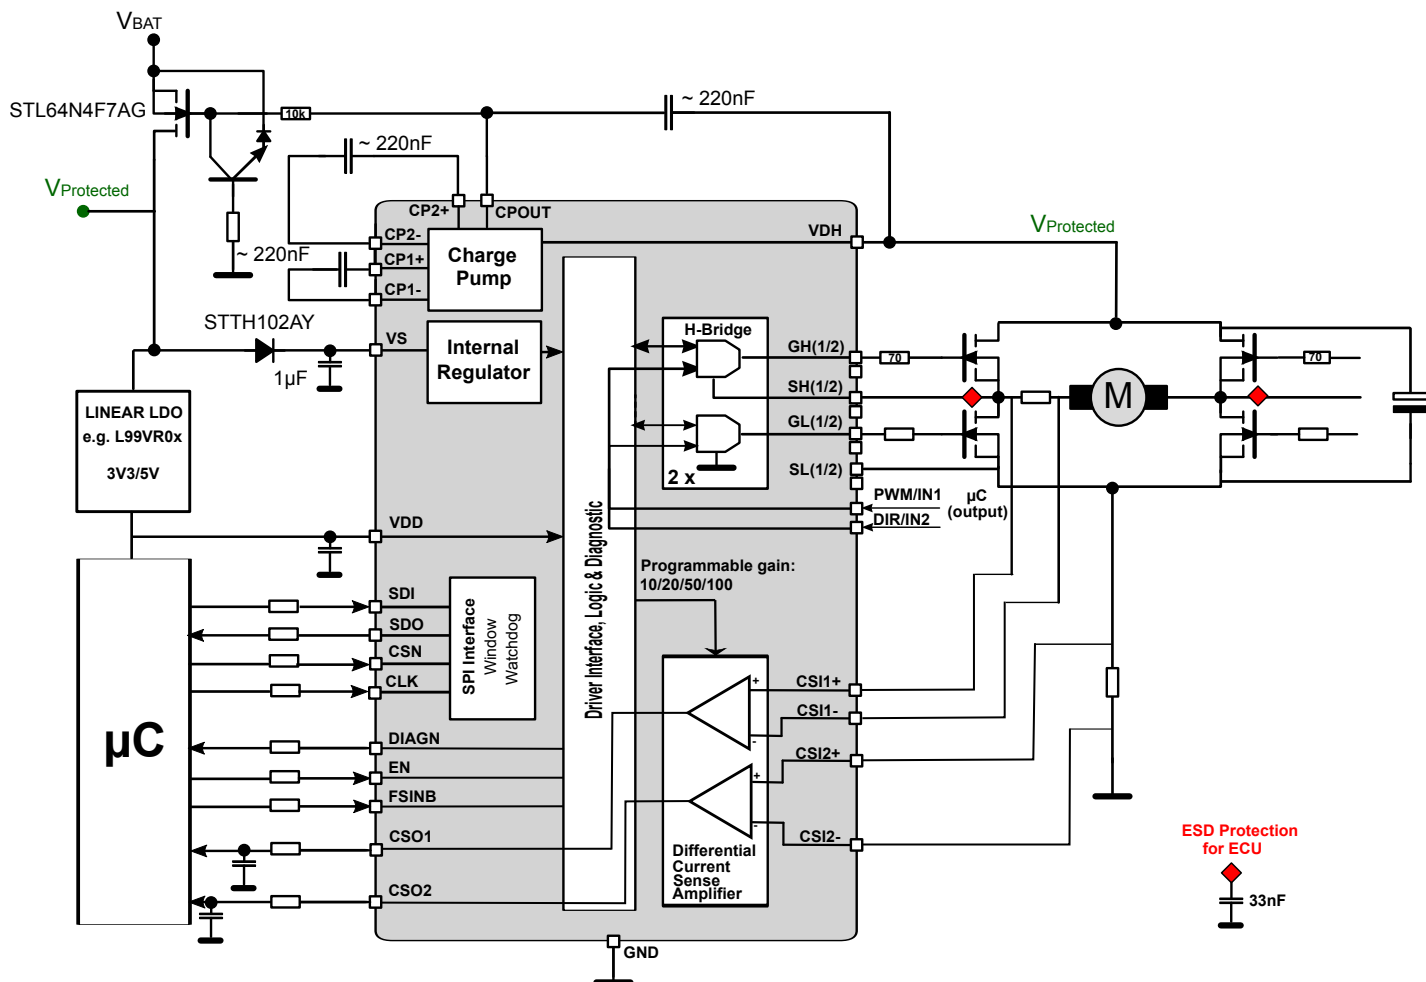 VBAT
STL64N4F7AG
10k
~ 220nF
~ 220nF
VProtected
CP2+
CPOUT
VDH
VProtected
CP2-
~ 220nF
CP1+
CP1-
Charge
Pump
STTH102AY
VS
1µF
Internal
Regulator
H-Bridge
GH(1/2)
70
70
SH(1/2)
M
GL(1/2)
2 x
SL(1/2)
LINEAR LDO
e.g. L99VR0x
3V3/5V
PWM/IN1
DIR/IN2
µC
(output)
VDD
Driver Interface, Logic & Diagnostic
Programmable gain:
10/20/50/100
SDI
SDO
CSN
CLK
SPI Interface
Window
Watchdog
µC
DIAGN
EN
FSINB
CSO1
CSO2
+
CSI1+
-
CSI1-
+
CSI2+
-
CSI2-
Differential
Current
Sense
Amplifier
ESD Protection
for ECU
33nF
GND